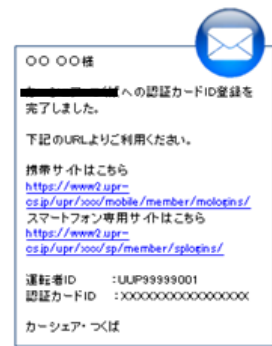 〇〇 〇〇様
への認証カードID登録を
完了しました。
下記のURLよりご利用ください。
携帯サイトはこちら
https://www2.upr-
cs.jp/upr/xxx/mobile/member/mologins/
スマートフォン専用サイトはこちら
https://www2.upr-
cs.jp/upr/xxx/sp/member/splogins/
運転者ID :UUP99999001
認証カードID :XXXXXXXXXXXXXXXX
カーシェア・つくば